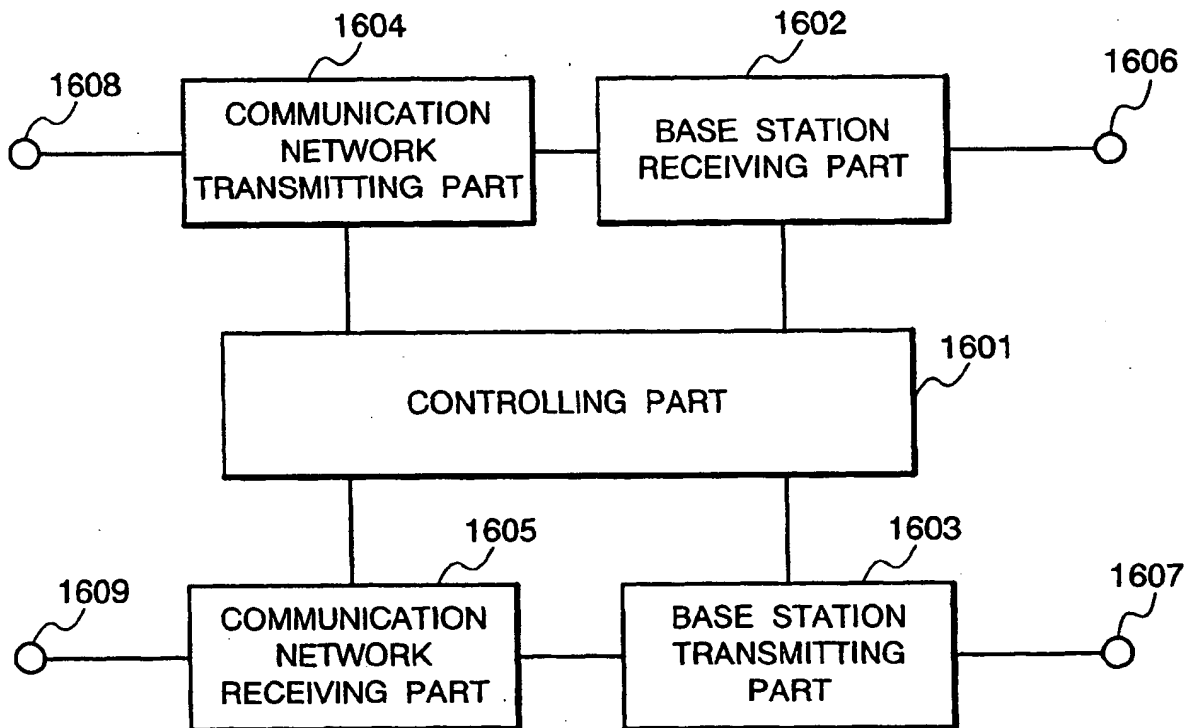 1604
1602
1606
1608
COMMUNICATION
NETWORK
TRANSMITTING PART
BASE STATION
RECEIVING PART
1601
CONTROLLING PART
1605
1603
1607
1609
COMMUNICATION
NETWORK
RECEIVING PART
BASE STATION
TRANSMITTING
PART